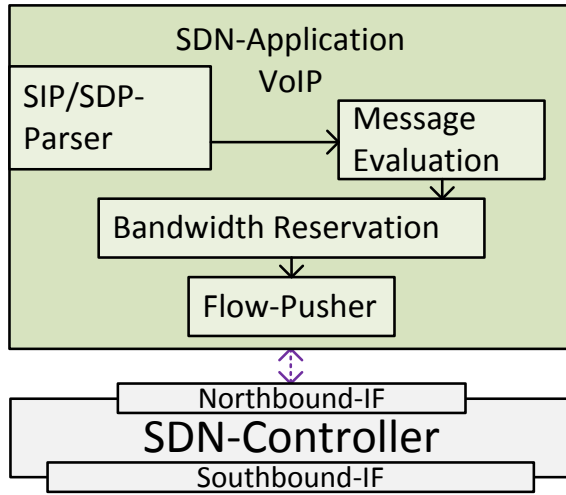 SDN-Application
VoIP
SIP/SDP-
Parser
Message
Evaluation
Bandwidth Reservation
Flow-Pusher
Northbound-IF
SDN-Controller
Southbound-IF